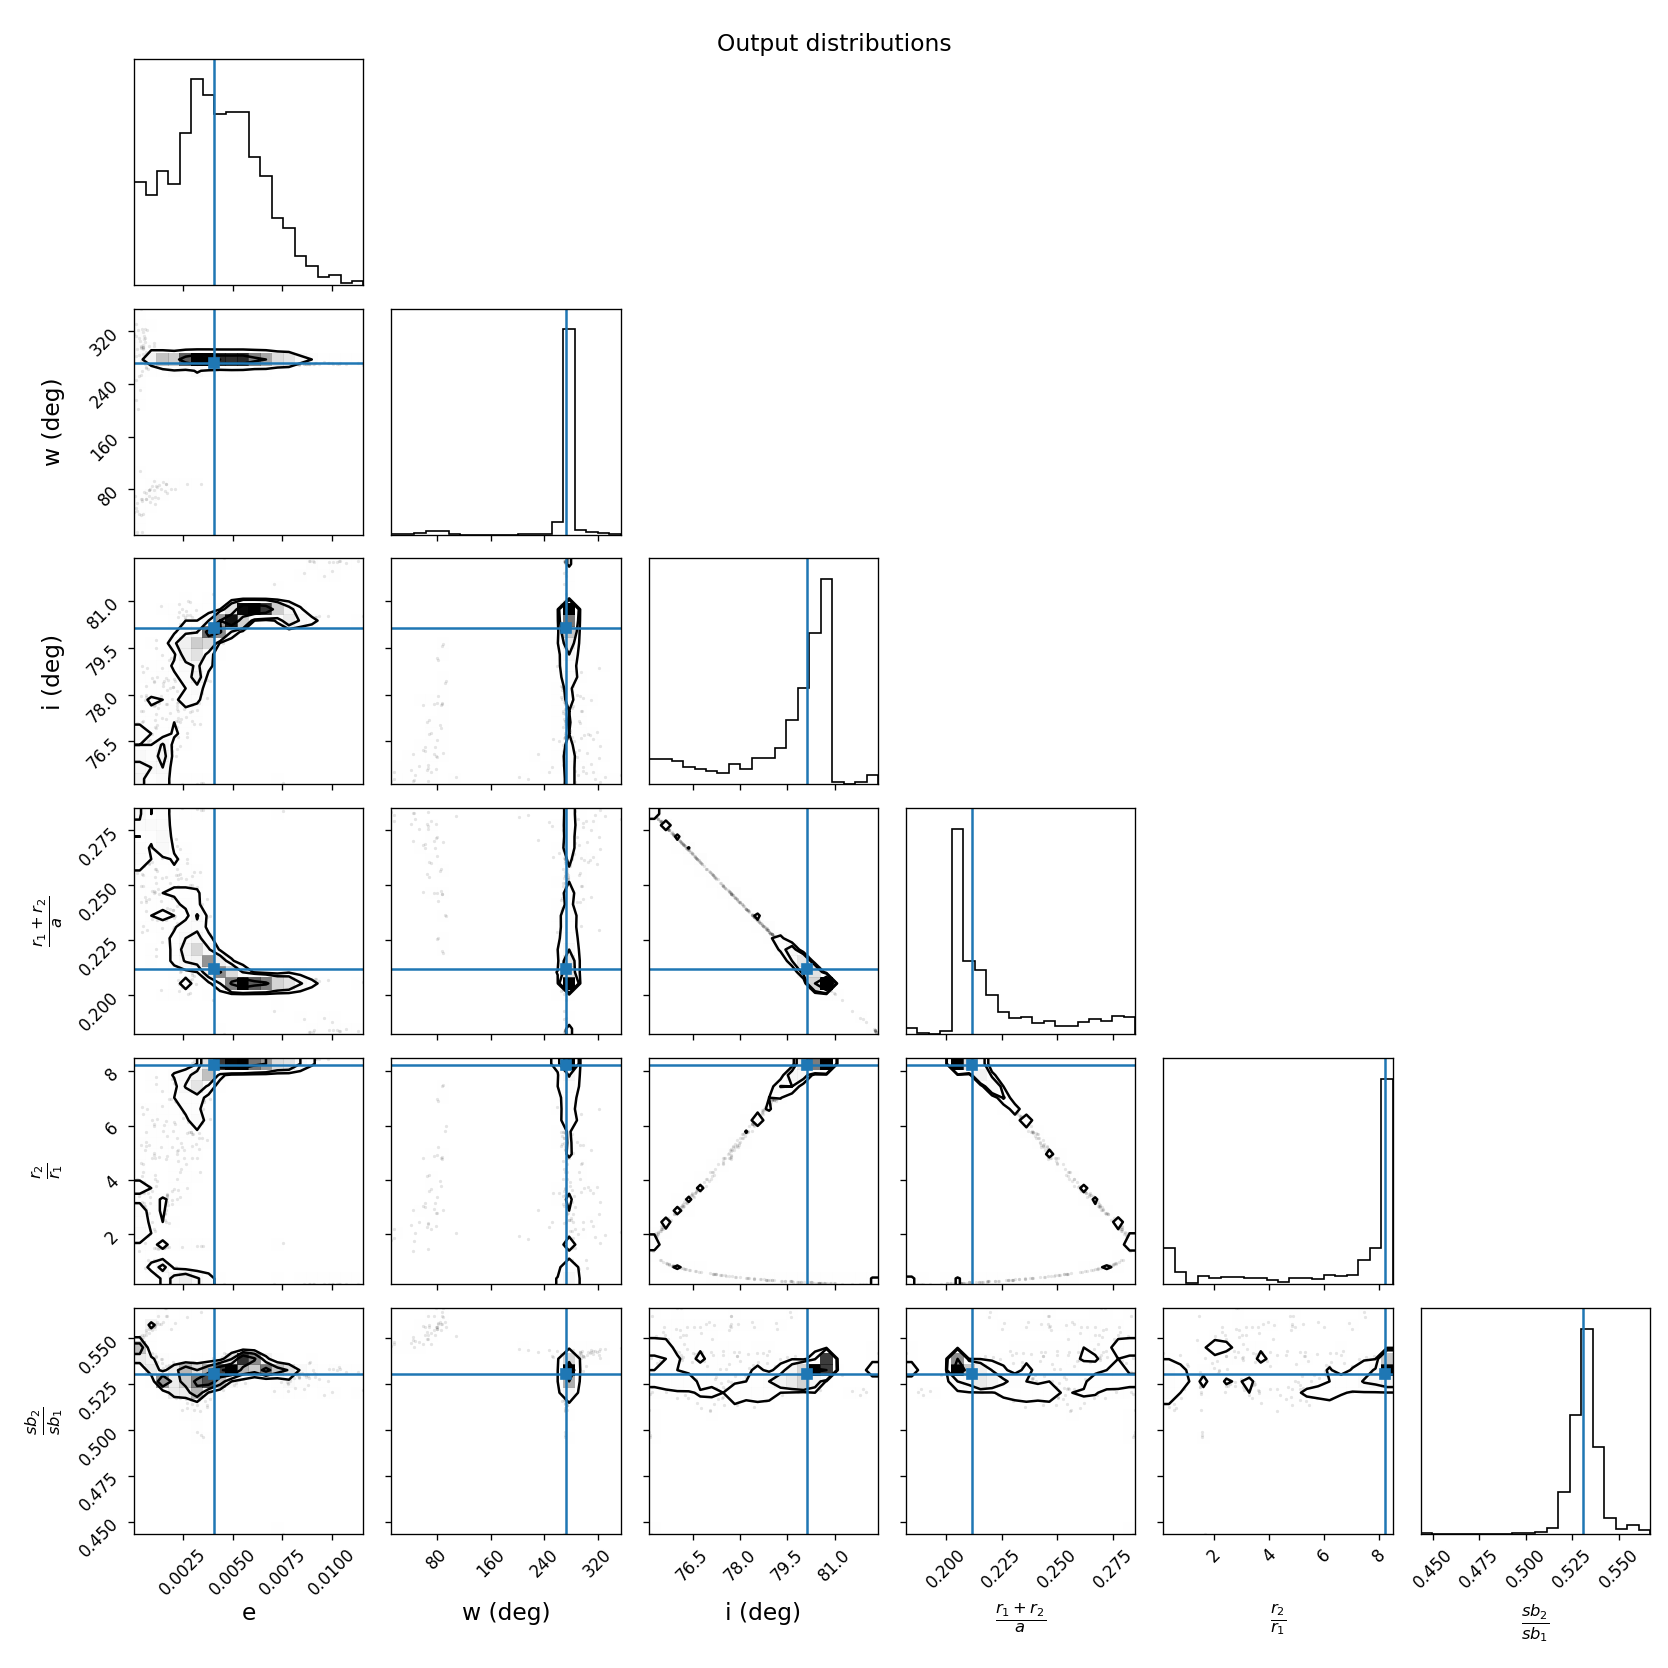 Output distributions
w (deg)
320
240
160
80
i (deg)
81.0
79.5
78.0
76.5
r₁ + r₂
a
0.275
0.250
0.225
0.200
r₂
r₁
8
6
4
2
sb₂
sb₁
0.550
0.525
0.500
0.475
0.450
0.0025 0.0050 0.0075 0.0100 80 160 240 320 76.5 78.0 79.5 81.0 0.200 0.225 0.250 0.275 2 4 6 8 0.450 0.475 0.500 0.525 0.550
e w (deg) i (deg)
r₁ + r₂
a
r₂
r₁
sb₂
sb₁